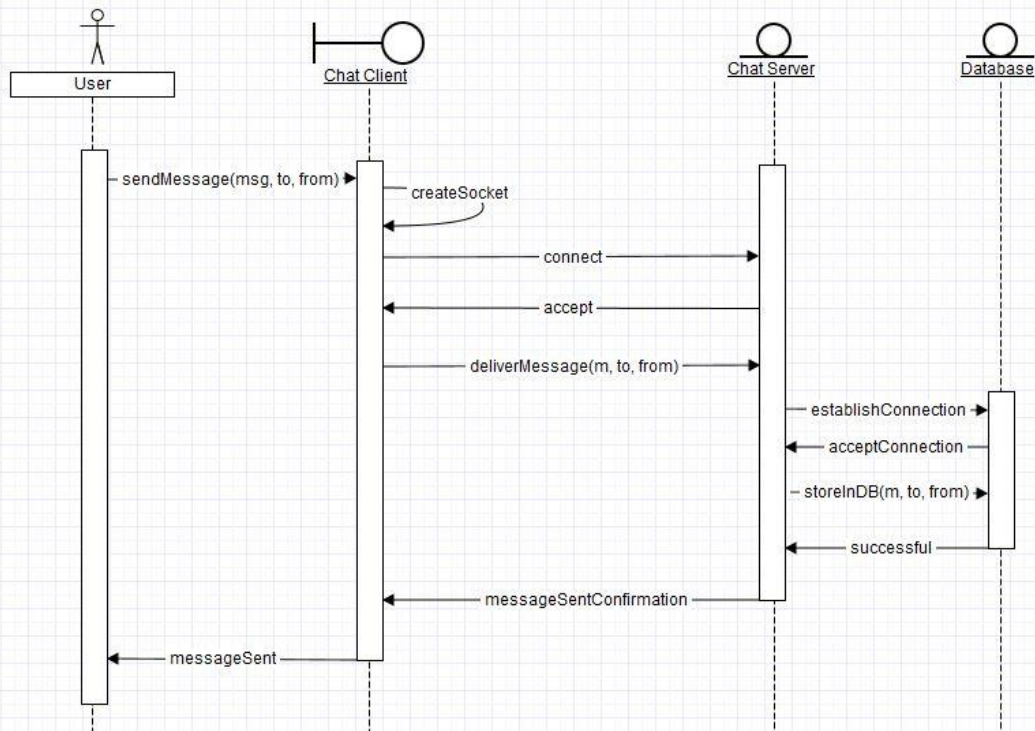 User
Chat Client
Chat Server
Database
sendMessage(msg, to, from)
createSocket
connect
accept
deliverMessage(m, to, from)
establishConnection
acceptConnection
storeInDB(m, to, from)
successful
messageSentConfirmation
messageSent